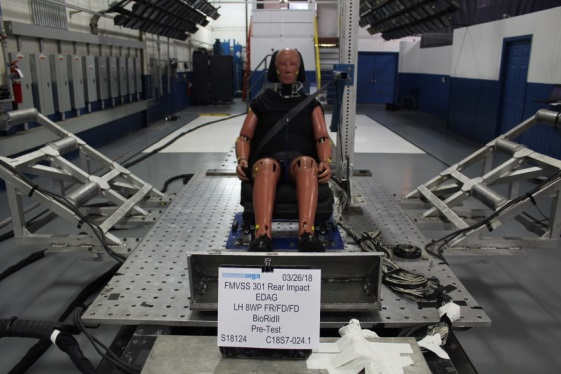 mga 03/26/18
FMVSS 301 Rear Impact
EDAG
LH 8WP FR/FD/FD
BioRidII
Pre-Test
S18124 C18S7-024.1